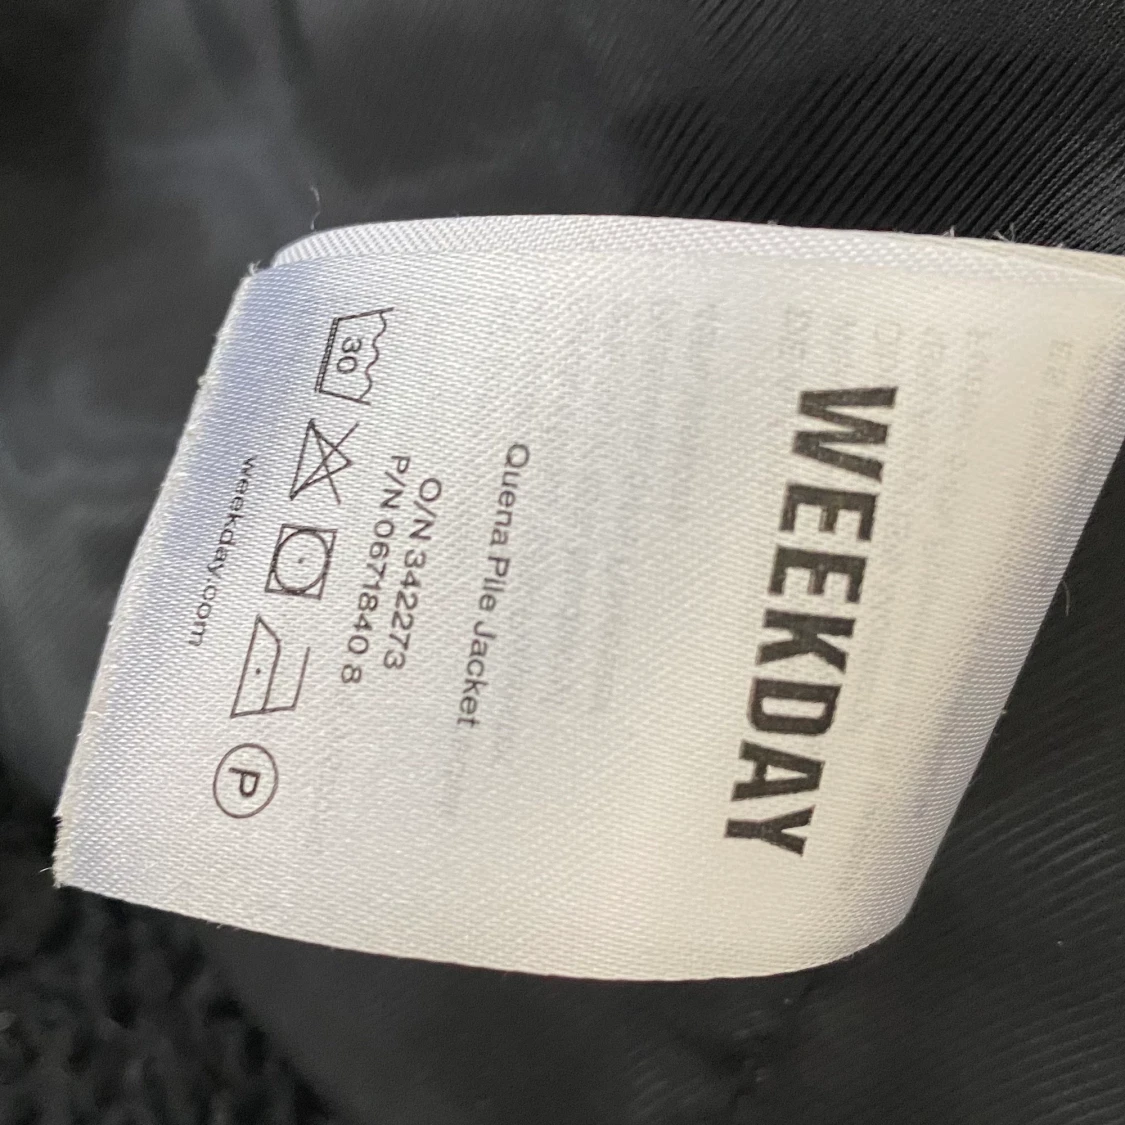 WEEKDAY
Quena Pile Jacket
O/N 342273
P/N 0671840 8
30
P
weekday.com